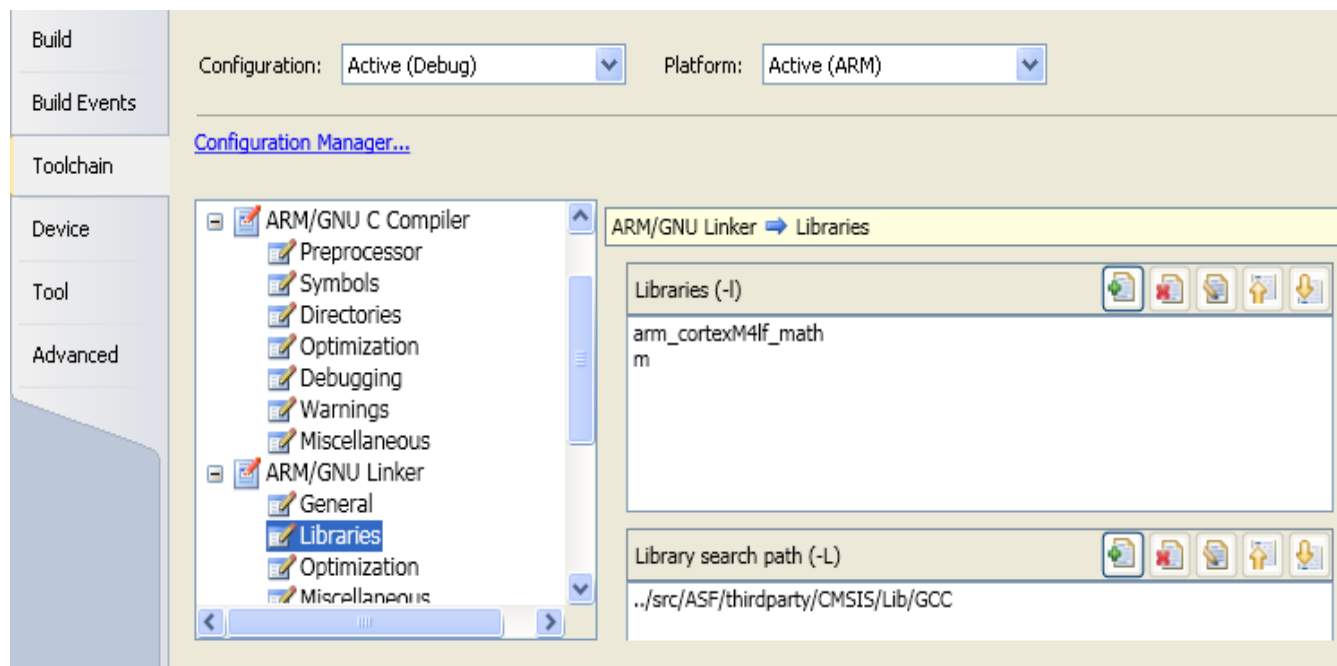 Build
Build Events
Toolchain
Device
Tool
Advanced
Configuration: Active (Debug) Platform: Active (ARM)
Configuration Manager...
ARM/GNU C Compiler
Preprocessor
Symbols
Directories
Optimization
Debugging
Warnings
Miscellaneous
ARM/GNU Linker
General
Libraries
Optimization
Miscellaneous
ARM/GNU Linker ➡ Libraries
Libraries (-l)
arm_cortexM4lf_math
m
Library search path (-L)
../src/ASF/thirdparty/CMSIS/Lib/GCC